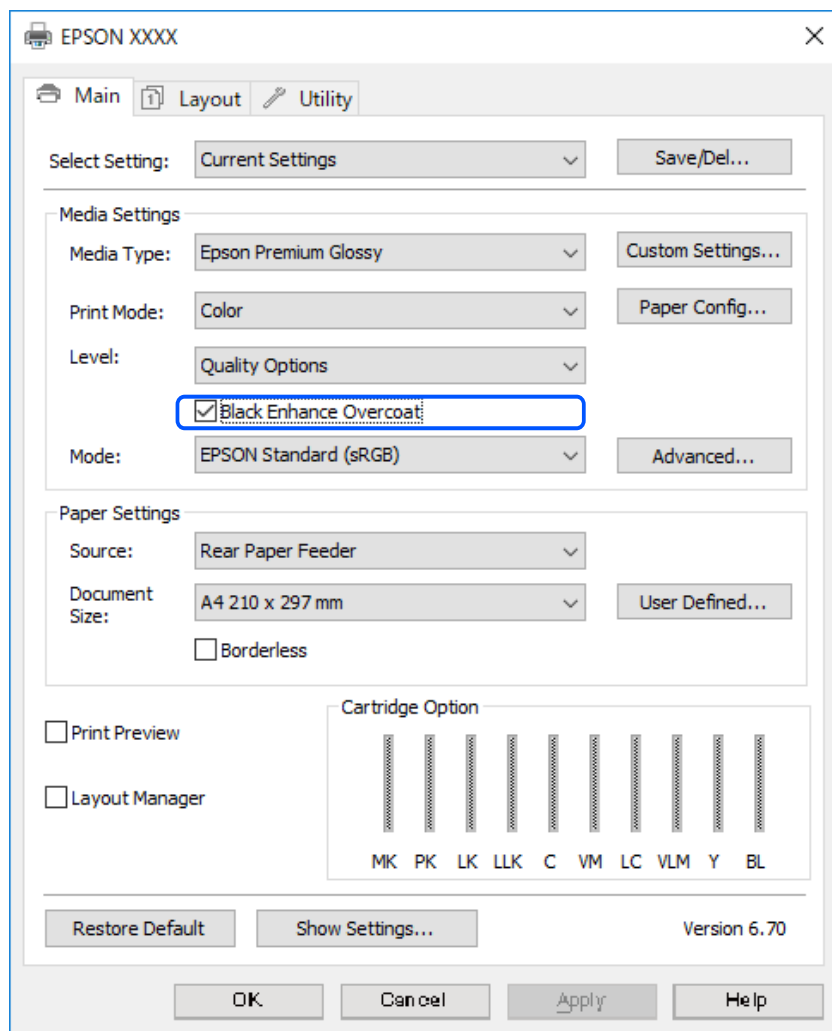 EPSON XXXX
Main Layout Utility
Select Setting: Current Settings Save/Del...
Media Settings
Media Type: Epson Premium Glossy Custom Settings...
Print Mode: Color Paper Config...
Level: Quality Options
Black Enhance Overcoat
Mode: EPSON Standard (sRGB) Advanced...
Paper Settings
Source: Rear Paper Feeder
Document
Size: A4 210 x 297 mm User Defined...
Borderless
Cartridge Option
Print Preview
Layout Manager
MK PK LK LLK C VM LC VLM Y BL
Restore Default Show Settings... Version 6.70
OK Cancel Apply Help